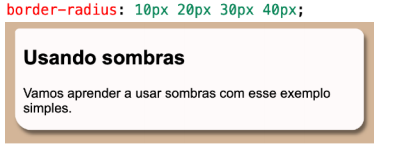 border-radius: 10px 20px 30px 40px;
Usando sombras
Vamos aprender a usar sombras com esse exemplo
simples.